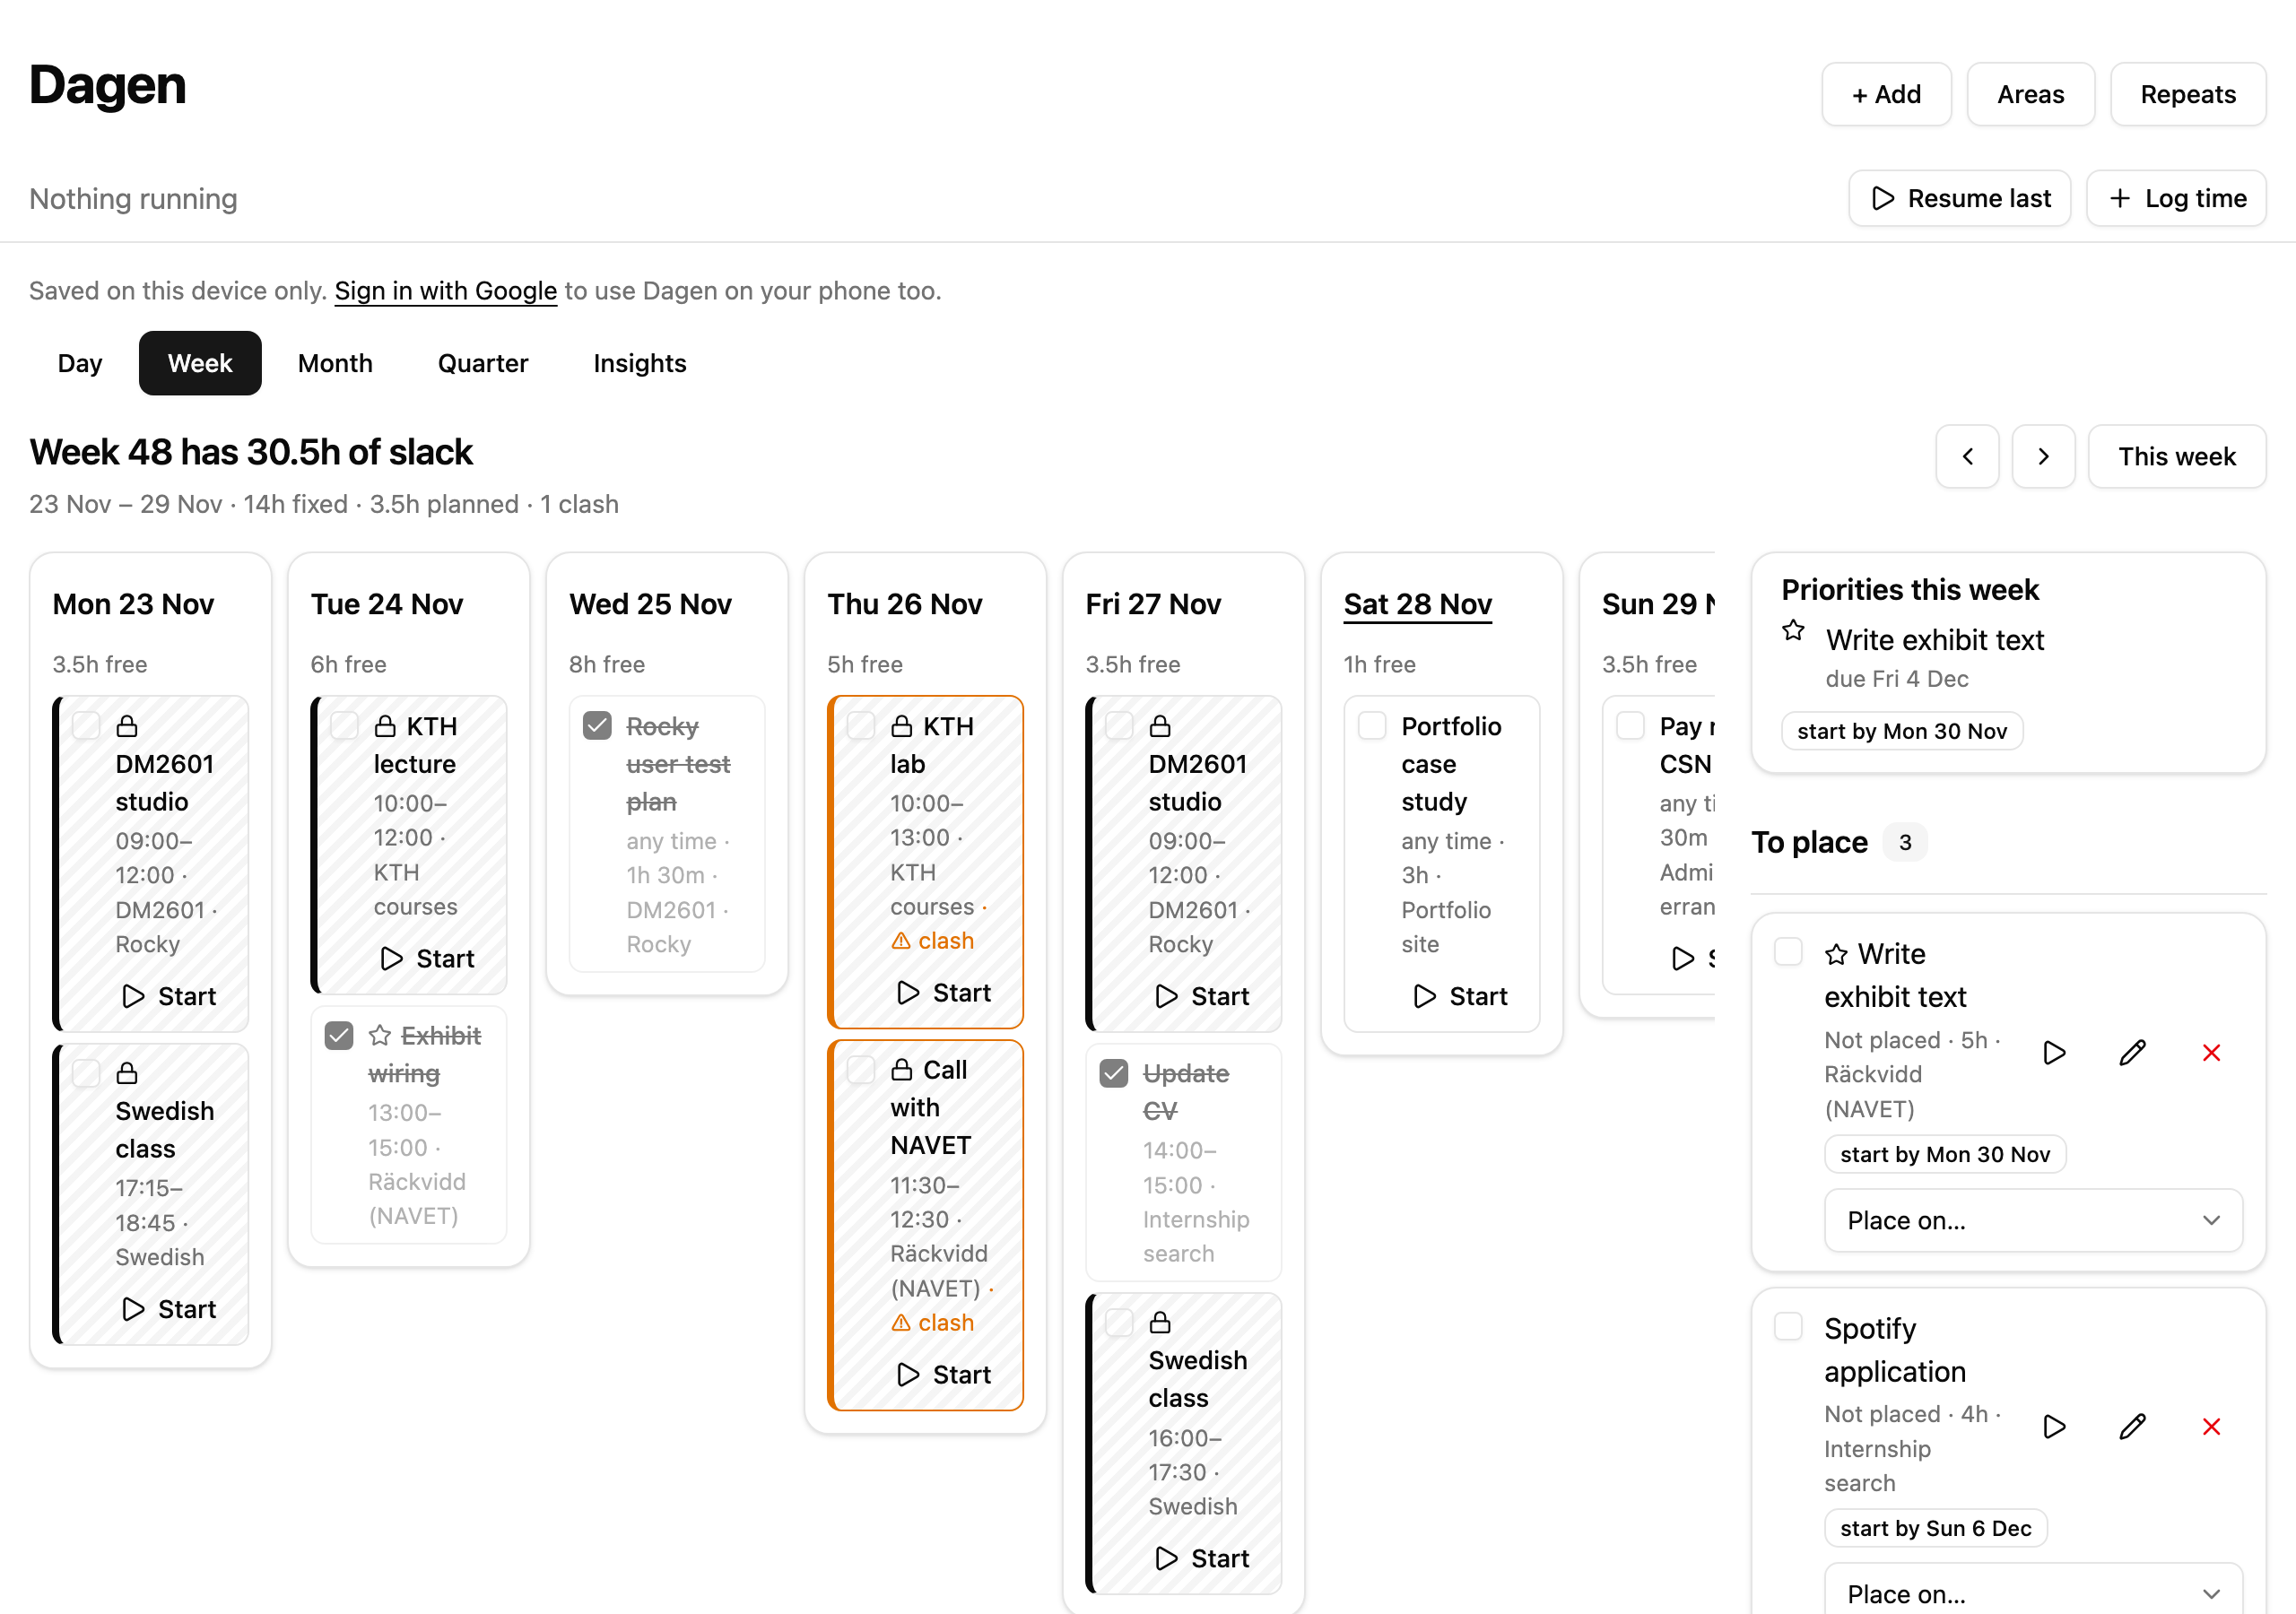 Dagen
+ Add
Areas
Repeats
Nothing running
Resume last
+ Log time
Saved on this device only. Sign in with Google to use Dagen on your phone too.
Day
Week
Month
Quarter
Insights
Week 48 has 30.5h of slack
23 Nov – 29 Nov · 14h fixed · 3.5h planned · 1 clash
This week
Mon 23 Nov
3.5h free
DM2601
studio
09:00–
12:00 ·
DM2601 ·
Rocky
Start
Swedish
class
17:15–
18:45 ·
Swedish
Start
Tue 24 Nov
6h free
KTH
lecture
10:00–
12:00 ·
KTH
courses
Start
Exhibit
wiring
13:00–
15:00 ·
Räckvidd
(NAVET)
Wed 25 Nov
8h free
Rocky
user test
plan
any time ·
1h 30m ·
DM2601 ·
Rocky
Thu 26 Nov
5h free
KTH
lab
10:00–
13:00 ·
KTH
courses ·
clash
Start
Call
with
NAVET
11:30–
12:30 ·
Räckvidd
(NAVET) ·
clash
Start
Fri 27 Nov
3.5h free
DM2601
studio
09:00–
12:00 ·
DM2601 ·
Rocky
Start
Update
CV
14:00–
15:00 ·
Internship
search
Swedish
class
16:00–
17:30 ·
Swedish
Start
Sat 28 Nov
1h free
Portfolio
case
study
any time ·
3h ·
Portfolio
site
Start
Sun 29
3.5h free
Pay
CSN
any
30m
Priorities this week
Write exhibit text
due Fri 4 Dec
start by Mon 30 Nov
To place 3
Write
exhibit text
Not placed · 5h ·
Räckvidd
(NAVET)
start by Mon 30 Nov
Place on...
Spotify
application
Not placed · 4h ·
Internship
search
start by Sun 6 Dec
Place on...